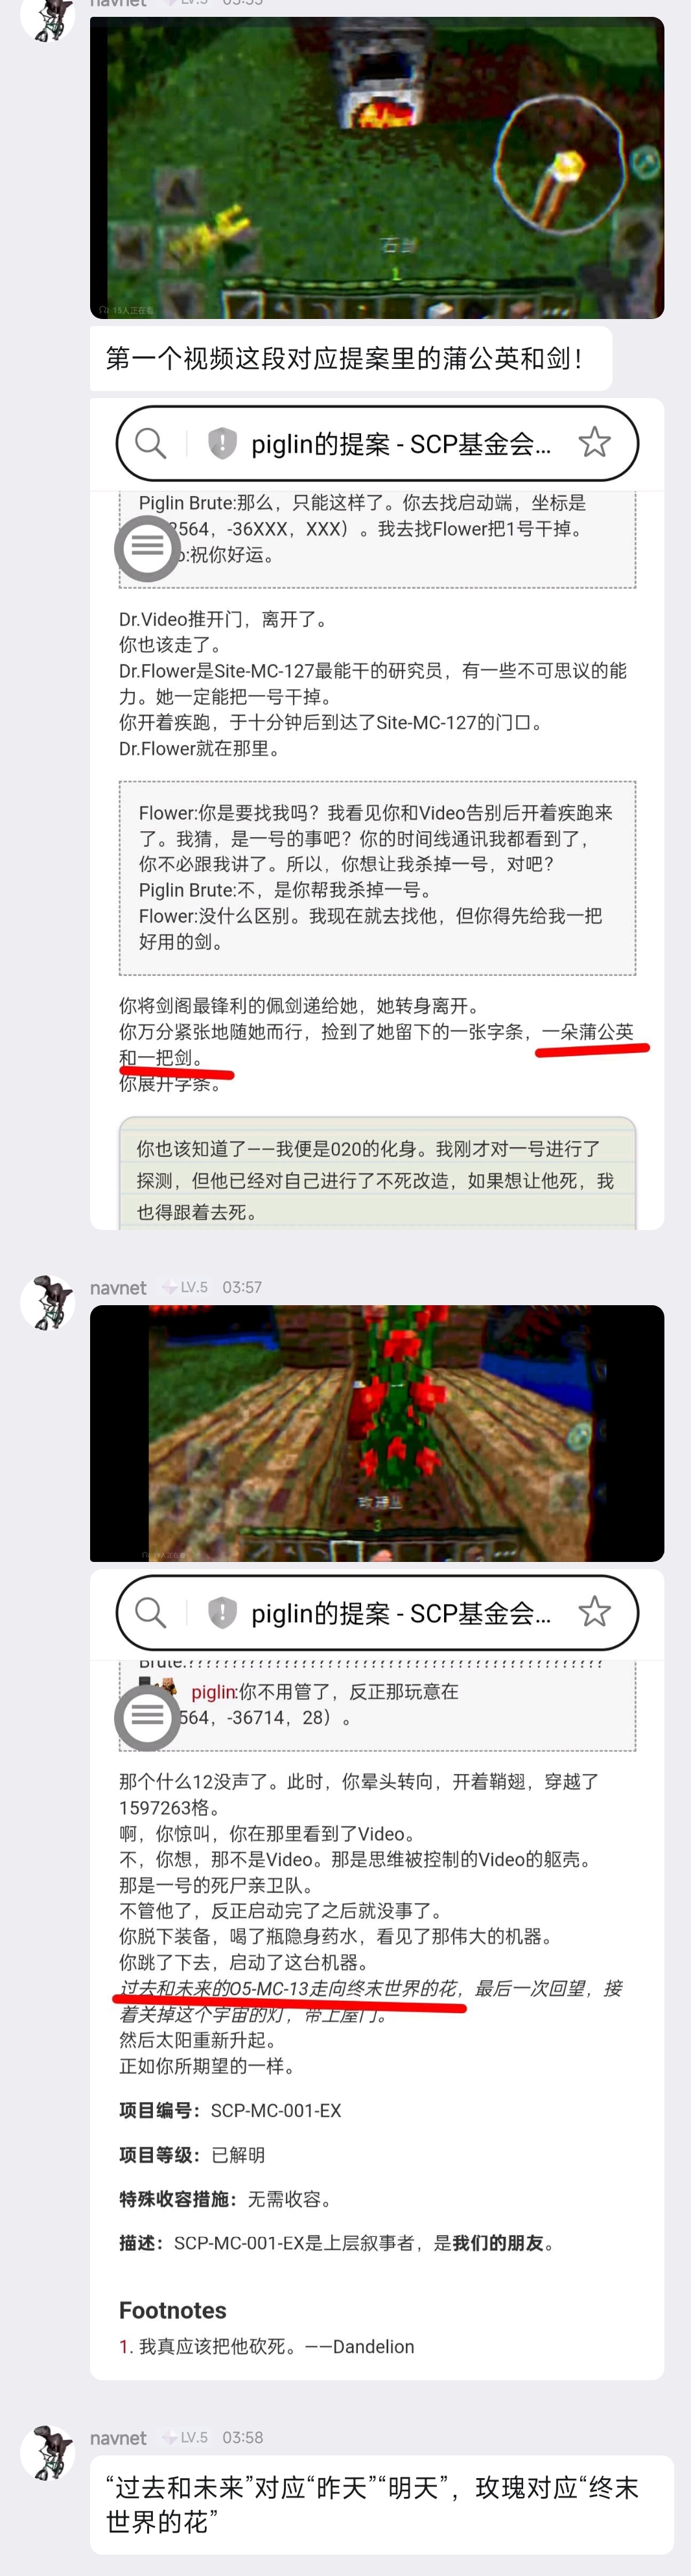 navnet LV.5 03:55
石兰
1
15人正在看
第一个视频这段对应提案里的蒲公英和剑！
piglin的提案 - SCP基金会...
Piglin Brute:那么，只能这样了。你去找启动端，坐标是
564，-36XXX，XXX）。我去找Flower把1号干掉。
:祝你好运。
Dr.Video推开门，离开了。
你也该走了。
Dr.Flower是Site-MC-127最能干的研究员，有一些不可思议的能
力。她一定能把一号干掉。
你开着疾跑，于十分钟后到达了Site-MC-127的门口。
Dr.Flower就在那里。
Flower:你是要找我吗？我看见你和Video告别后开着疾跑来
了。我猜，是一号的事吧？你的时间线通讯我都看到了，
你不必跟我讲了。所以，你想让我杀掉一号，对吧？
Piglin Brute:不，是你帮我杀掉一号。
Flower:没什么区别。我现在就去找他，但你得先给我一把
好用的剑。
你将剑阁最锋利的佩剑递给她，她转身离开。
你万分紧张地随她而行，捡到了她留下的一张字条，一朵蒲公英
和一把剑。
你展开字条。
你也该知道了——我便是020的化身。我刚才对一号进行了
探测，但他已经对自己进行了不死改造，如果想让他死，我
也得跟着去死。
navnet LV.5 03:57
玫瑰丛
3
piglin的提案 - SCP基金会...
Brute:????????????????????????????????????????????????
piglin:你不用管了，反正那玩意在
564，-36714，28）。
那个什么12没声了。此时，你晕头转向，开着鞘翅，穿越了
1597263格。
啊，你惊叫，你在那里看到了Video。
不，你想，那不是Video。那是思维被控制的Video的躯壳。
那是一号的死尸亲卫队。
不管他了，反正启动完了之后就没事了。
你脱下装备，喝了瓶隐身药水，看见了那伟大的机器。
你跳了下去，启动了这台机器。
过去和未来的O5-MC-13走向终末世界的花，最后一次回望，接
着关掉这个宇宙的灯，带上屋门。
然后太阳重新升起。
正如你所期望的一样。
项目编号：SCP-MC-001-EX
项目等级：已解明
特殊收容措施：无需收容。
描述：SCP-MC-001-EX是上层叙事者，是我们的朋友。
Footnotes
1. 我真应该把他砍死。——Dandelion
navnet LV.5 03:58
“过去和未来”对应“昨天”“明天”，玫瑰对应“终末
世界的花”